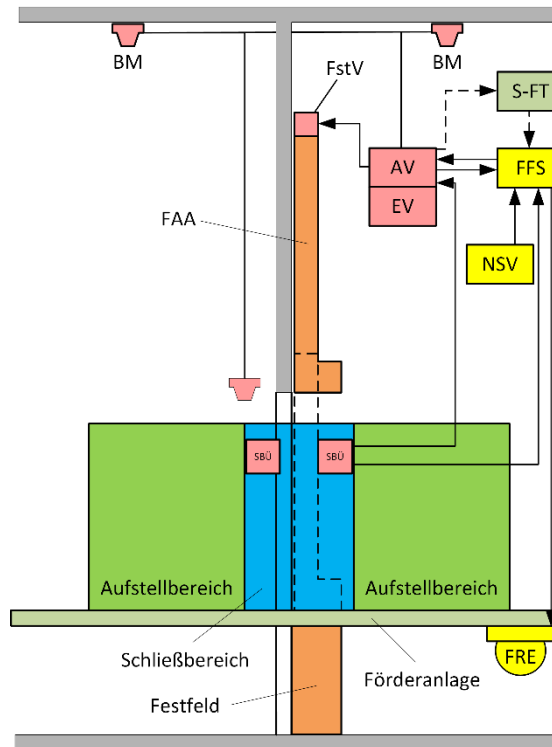 BM
BM
FstV
S-FT
AV
FFS
EV
FAA
NSV
SBÜ
SBÜ
Aufstellbereich
Aufstellbereich
Schließbereich
FRE
Förderanlage
Festfeld